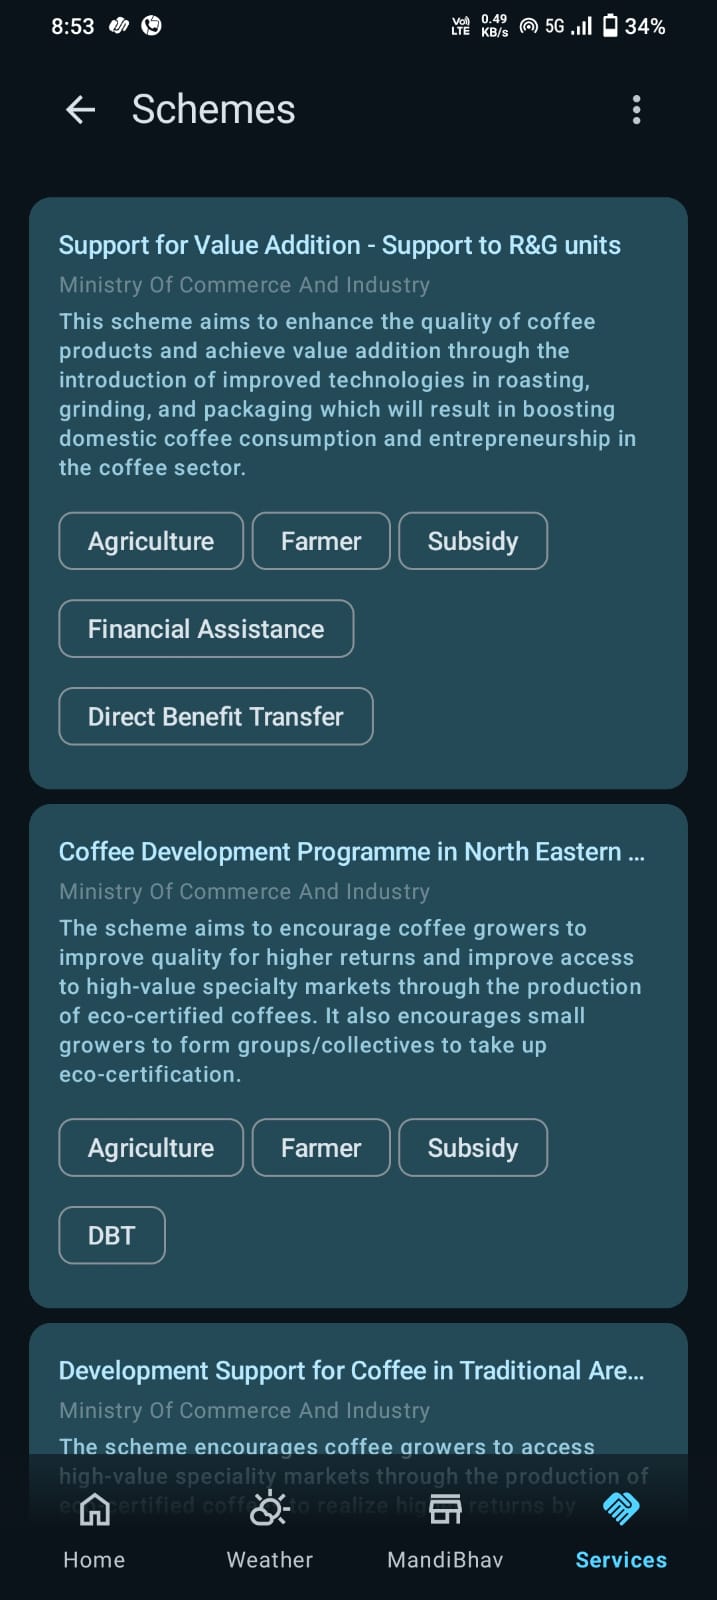 8:53
Vo) LTE 0.49 KB/s 5G 34%
Schemes
Support for Value Addition - Support to R&G units
Ministry Of Commerce And Industry
This scheme aims to enhance the quality of coffee
products and achieve value addition through the
introduction of improved technologies in roasting,
grinding, and packaging which will result in boosting
domestic coffee consumption and entrepreneurship in
the coffee sector.
Agriculture Farmer Subsidy
Financial Assistance
Direct Benefit Transfer
Coffee Development Programme in North Eastern ...
Ministry Of Commerce And Industry
The scheme aims to encourage coffee growers to
improve quality for higher returns and improve access
to high-value specialty markets through the production
of eco-certified coffees. It also encourages small
growers to form groups/collectives to take up
eco-certification.
Agriculture Farmer Subsidy
DBT
Development Support for Coffee in Traditional Are...
Ministry Of Commerce And Industry
The scheme encourages coffee growers to access
high-value speciality markets through the production of
to realize returns by
Home Weather MandiBhav Services